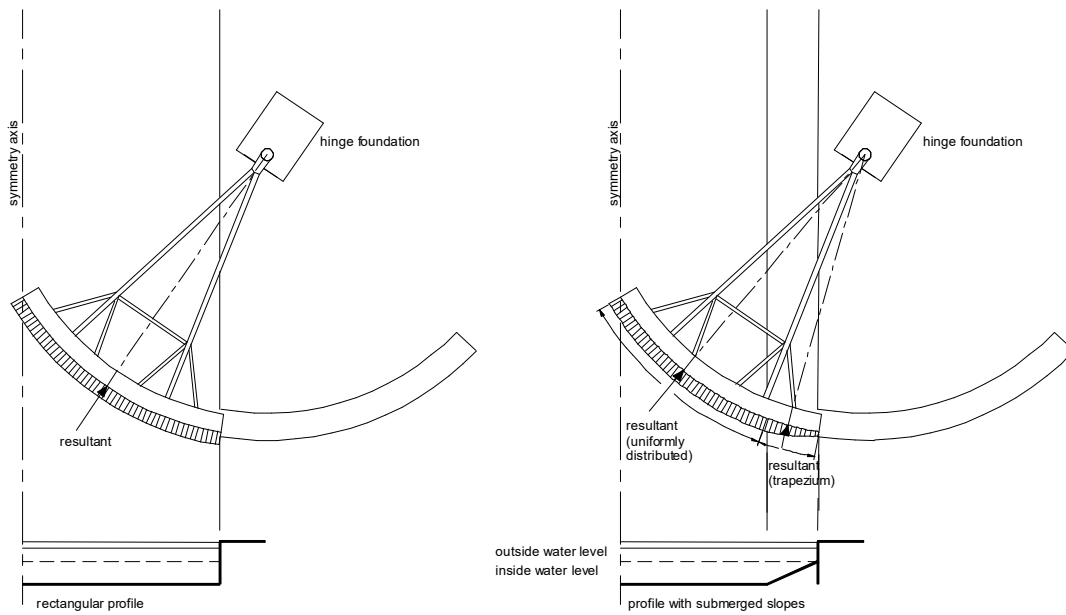 symmetry axis
hinge foundation
resultant
rectangular profile
symmetry axis
hinge foundation
resultant
(uniformly
distributed)
resultant
(trapezium)
outside water level
inside water level
profile with submerged slopes